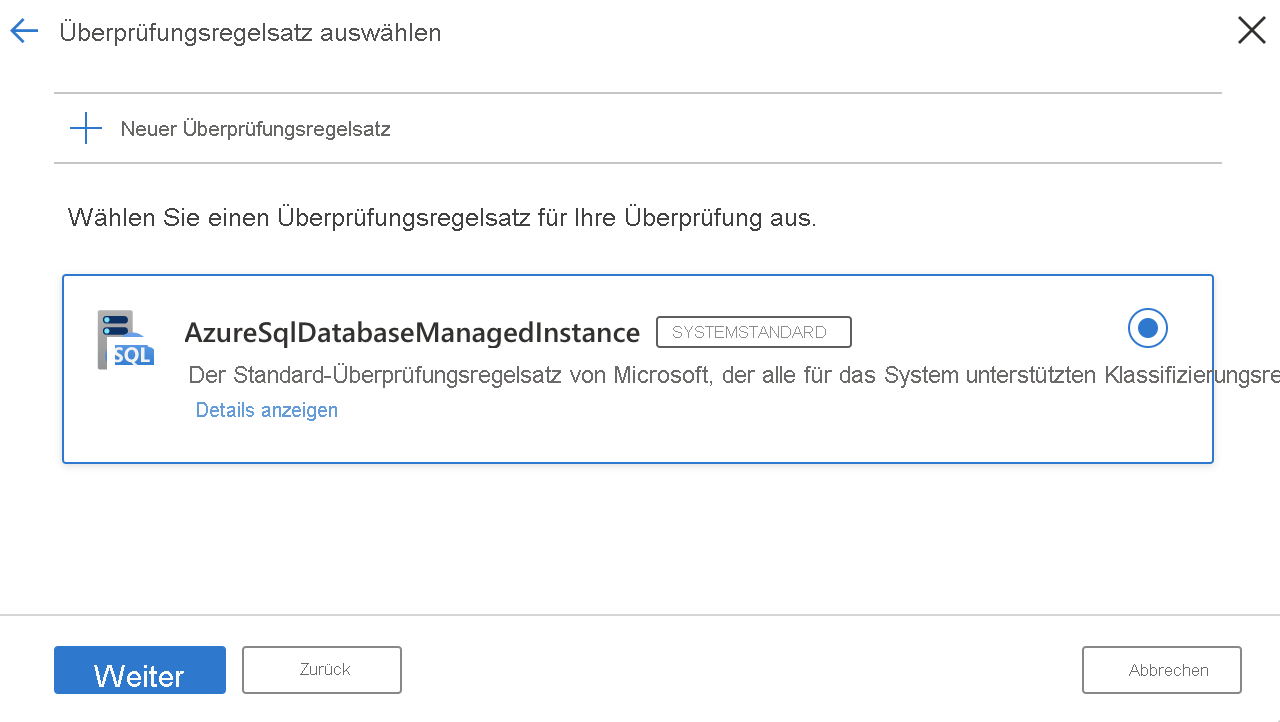 Überprüfungsregelsatz auswählen
Neuer Überprüfungsregelsatz
Wählen Sie einen Überprüfungsregelsatz für Ihre Überprüfung aus.
SQL
AzureSqlDatabaseManagedInstance SYSTEMSTANDARD
Der Standard-Überprüfungsregelsatz von Microsoft, der alle für das System unterstützten Klassifizierungsre
Details anzeigen
Weiter Zurück Abbrechen